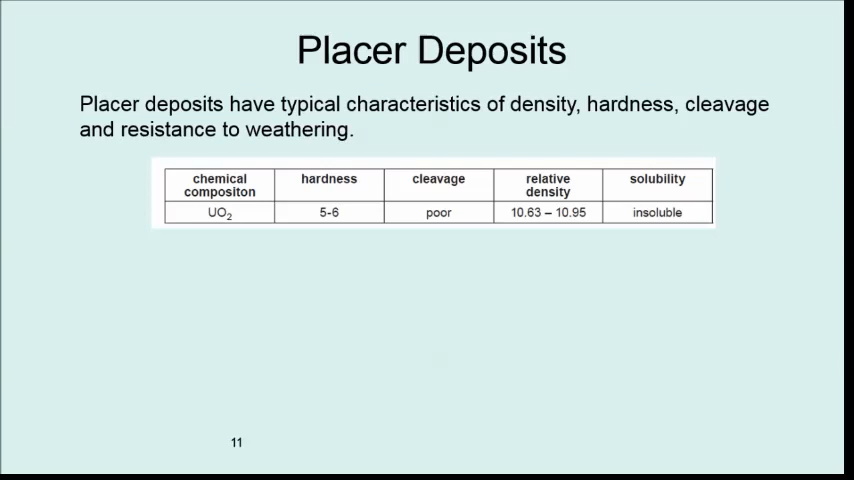 Placer Deposits
Placer deposits have typical characteristics of density, hardness, cleavage
and resistance to weathering.
chemical compositon hardness cleavage relative density solubility
UO₂ 5-6 poor 10.63 – 10.95 insoluble
11